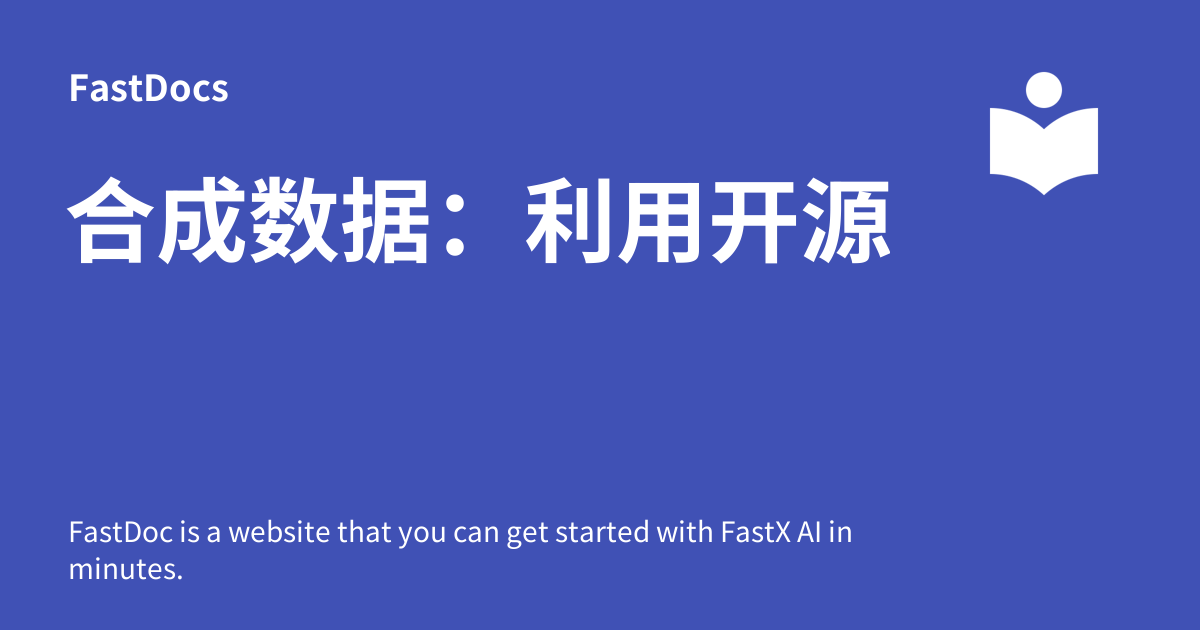 FastDocs
合成数据：利用开源
FastDoc is a website that you can get started with FastX AI in
minutes.